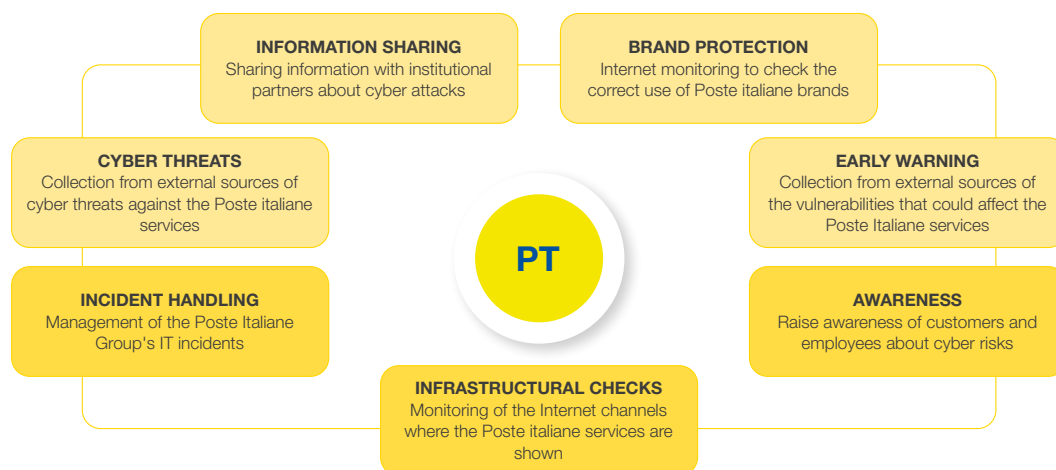 INFORMATION SHARING
Sharing information with institutional
partners about cyber attacks
BRAND PROTECTION
Internet monitoring to check the
correct use of Poste italiane brands
CYBER THREATS
Collection from external sources of
cyber threats against the Poste italiane
services
EARLY WARNING
Collection from external sources of
the vulnerabilities that could affect the
Poste Italiane services
PT
INCIDENT HANDLING
Management of the Poste Italiane
Group's IT incidents
AWARENESS
Raise awareness of customers and
employees about cyber risks
INFRASTRUCTURAL CHECKS
Monitoring of the Internet channels
where the Poste italiane services are
shown